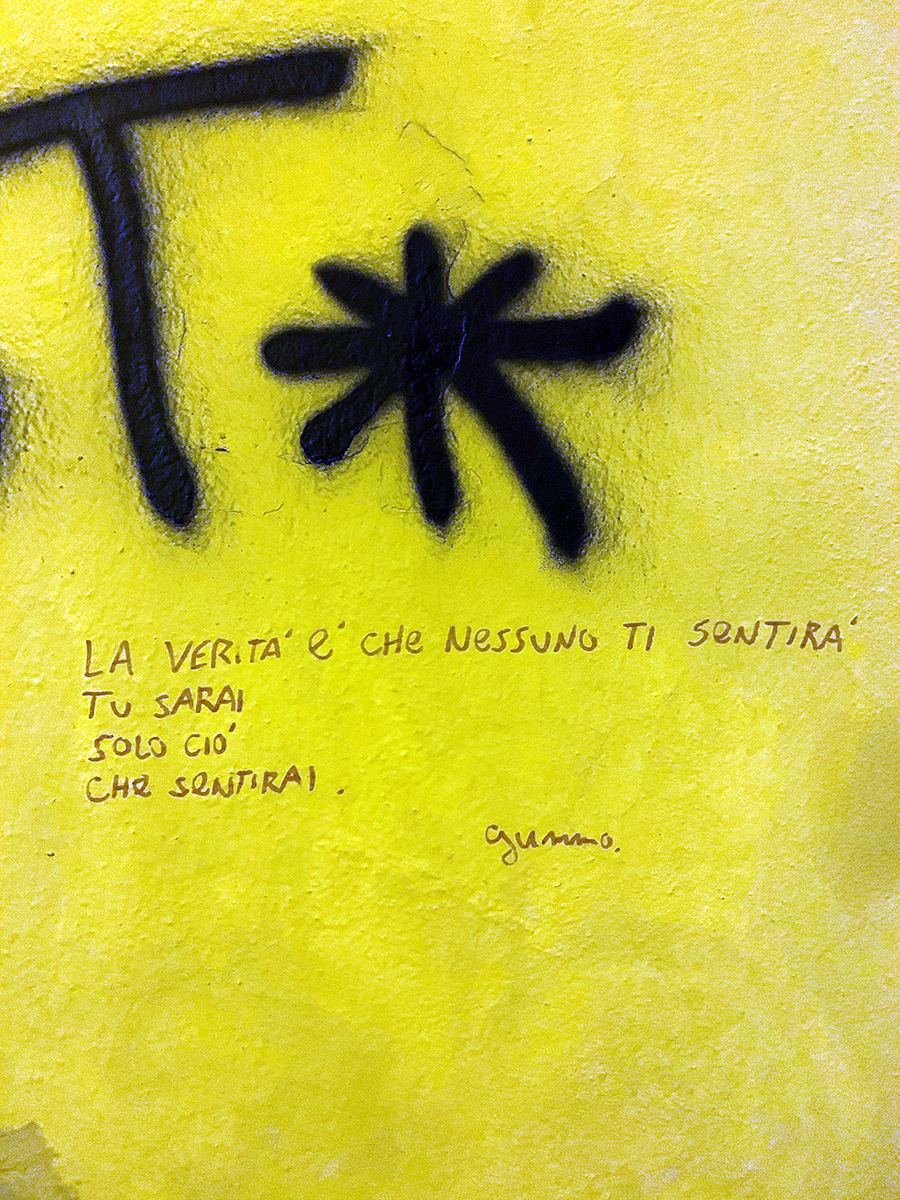 T *
LA VERITA' e' CHe NeSSUNO TI SeNTIRA'
TU SARAI
SOLO CIO'
CHe SeNTIRAI.
gummo.